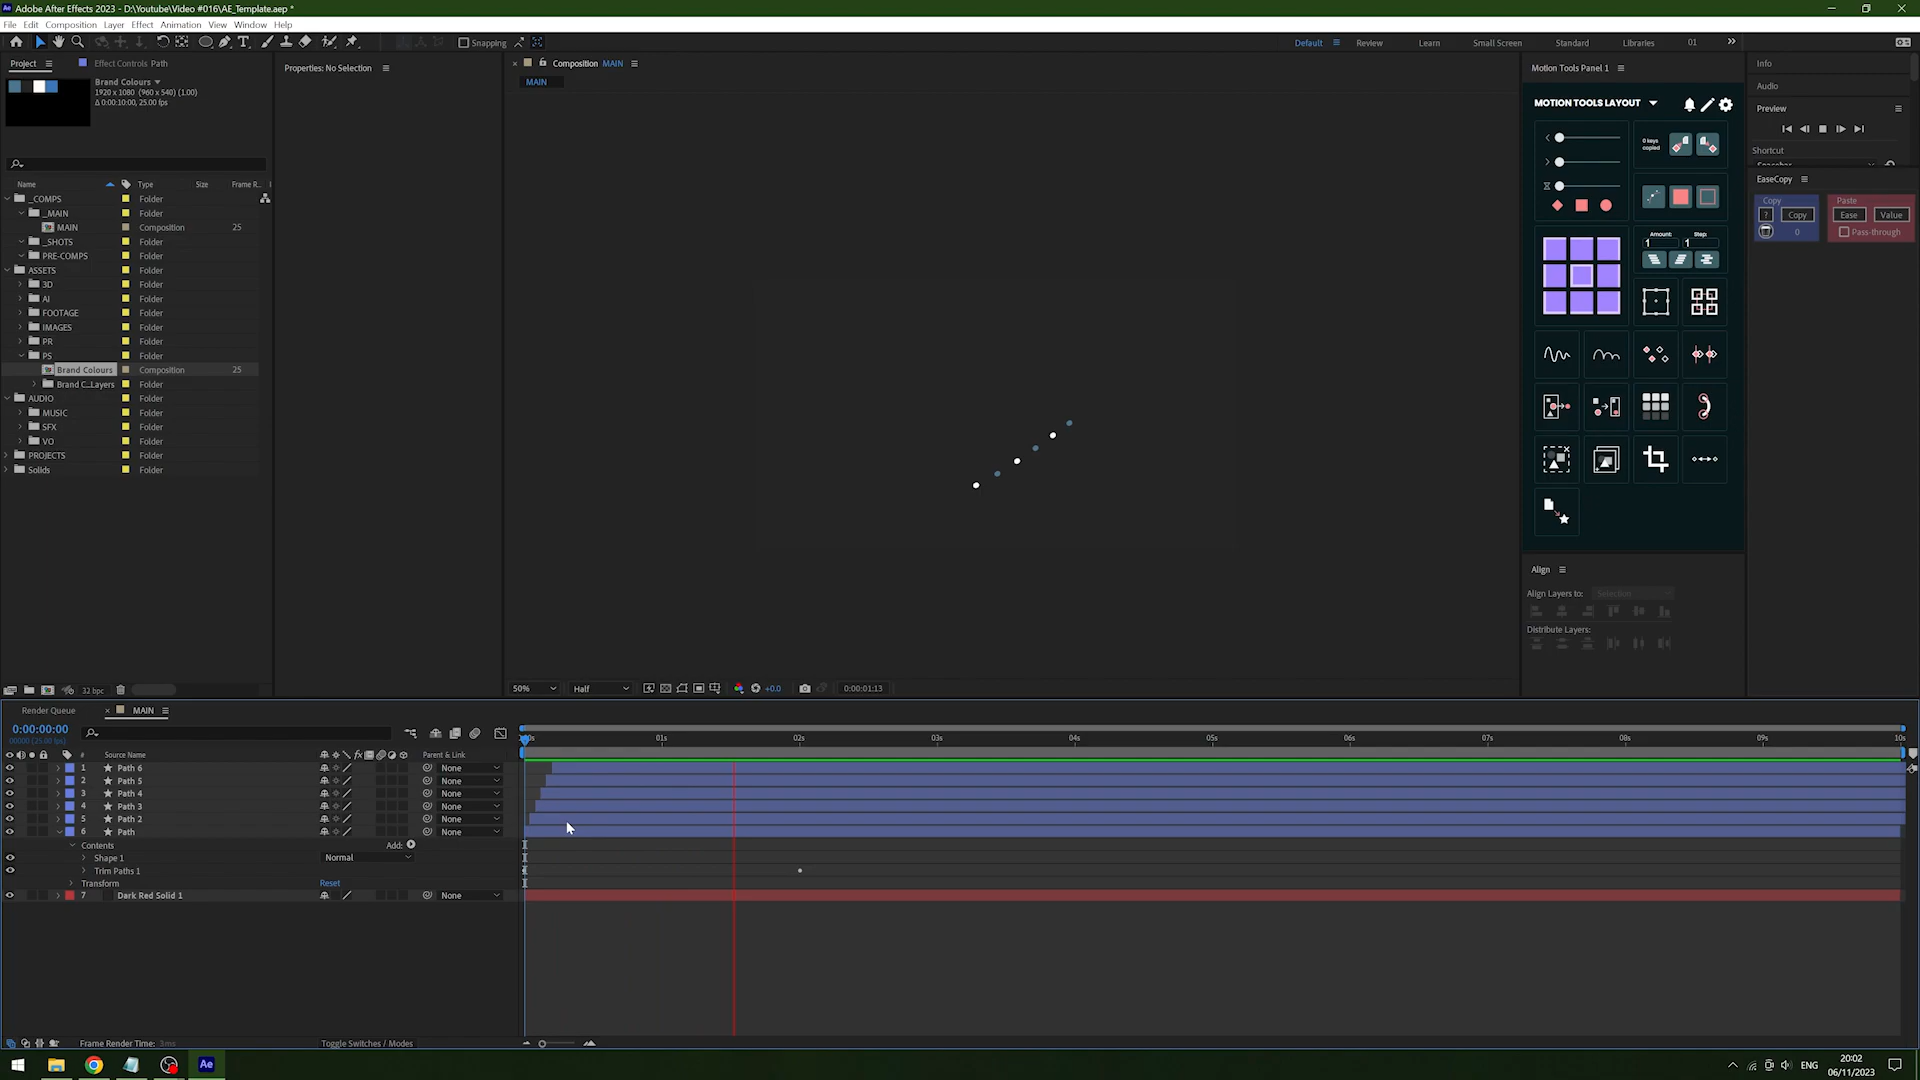 Adobe After Effects 2023 - D:\Youtube\Video #016\AE_Template.aep *
File Edit Composition Layer Effect Animation View Window Help
Snapping
Default Review Learn Small Screen Standard Libraries 01
Project Effect Controls Path
Brand Colours
1920 x 1080 (960 x 540) (1.00)
Δ 0:00:10:00, 25.00 fps
Name Type Size Frame R...
_COMPS Folder
_MAIN Folder
MAIN Composition 25
_SHOTS Folder
PRE-COMPS Folder
ASSETS Folder
3D Folder
AI Folder
FOOTAGE Folder
IMAGES Folder
PR Folder
PS Folder
Brand Colours Composition 25
Brand C...Layers Folder
AUDIO Folder
MUSIC Folder
SFX Folder
VO Folder
PROJECTS Folder
Solids Folder
32 bpc
Properties: No Selection
Composition MAIN
MAIN
50% Half +0.0 0:00:01:13
Motion Tools Panel 1
MOTION TOOLS LAYOUT
0 keys
copied
Amount: Step:
1 1
Align
Align Layers to: Selection
Distribute Layers:
Info
Audio
Preview
Shortcut
Spacebar
EaseCopy
Copy Paste
? Copy Ease Value
0 Pass-through
Render Queue MAIN
0:00:00:00
00000 (25.00 fps)
# Source Name Parent & Link
01s 02s 03s 04s 05s 06s 07s 08s 09s 10s
1 Path 6 None
2 Path 5 None
3 Path 4 None
4 Path 3 None
5 Path 2 None
6 Path None
Contents Add:
Shape 1 Normal
Trim Paths 1
Transform Reset
7 Dark Red Solid 1 None
Frame Render Time: 3ms Toggle Switches / Modes
Ae
ENG
20:02
06/11/2023